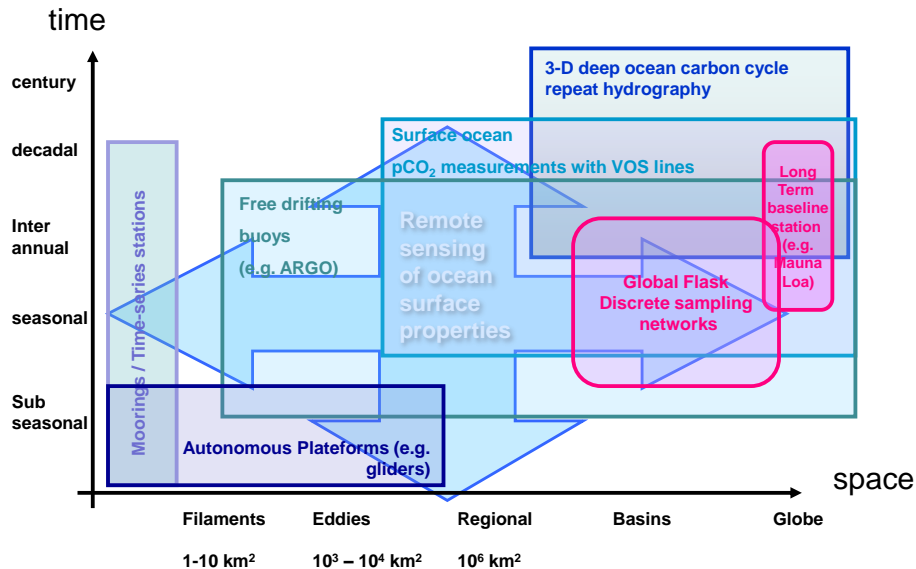 time
century
decadal
Inter
annual
seasonal
Sub
seasonal
3-D deep ocean carbon cycle
repeat hydrography
Surface ocean
pCO₂ measurements with VOS lines
Long
Term
baseline
station
(e.g.
Mauna
Loa)
Free drifting
buoys
(e.g. ARGO)
Remote
sensing
of ocean
surface
properties
Global Flask
Discrete sampling
networks
Moorings / Time-series stations
Autonomous Plateforms (e.g.
gliders)
space
Filaments
Eddies
Regional
Basins
Globe
1-10 km²
10³ – 10⁴ km²
10⁶ km²